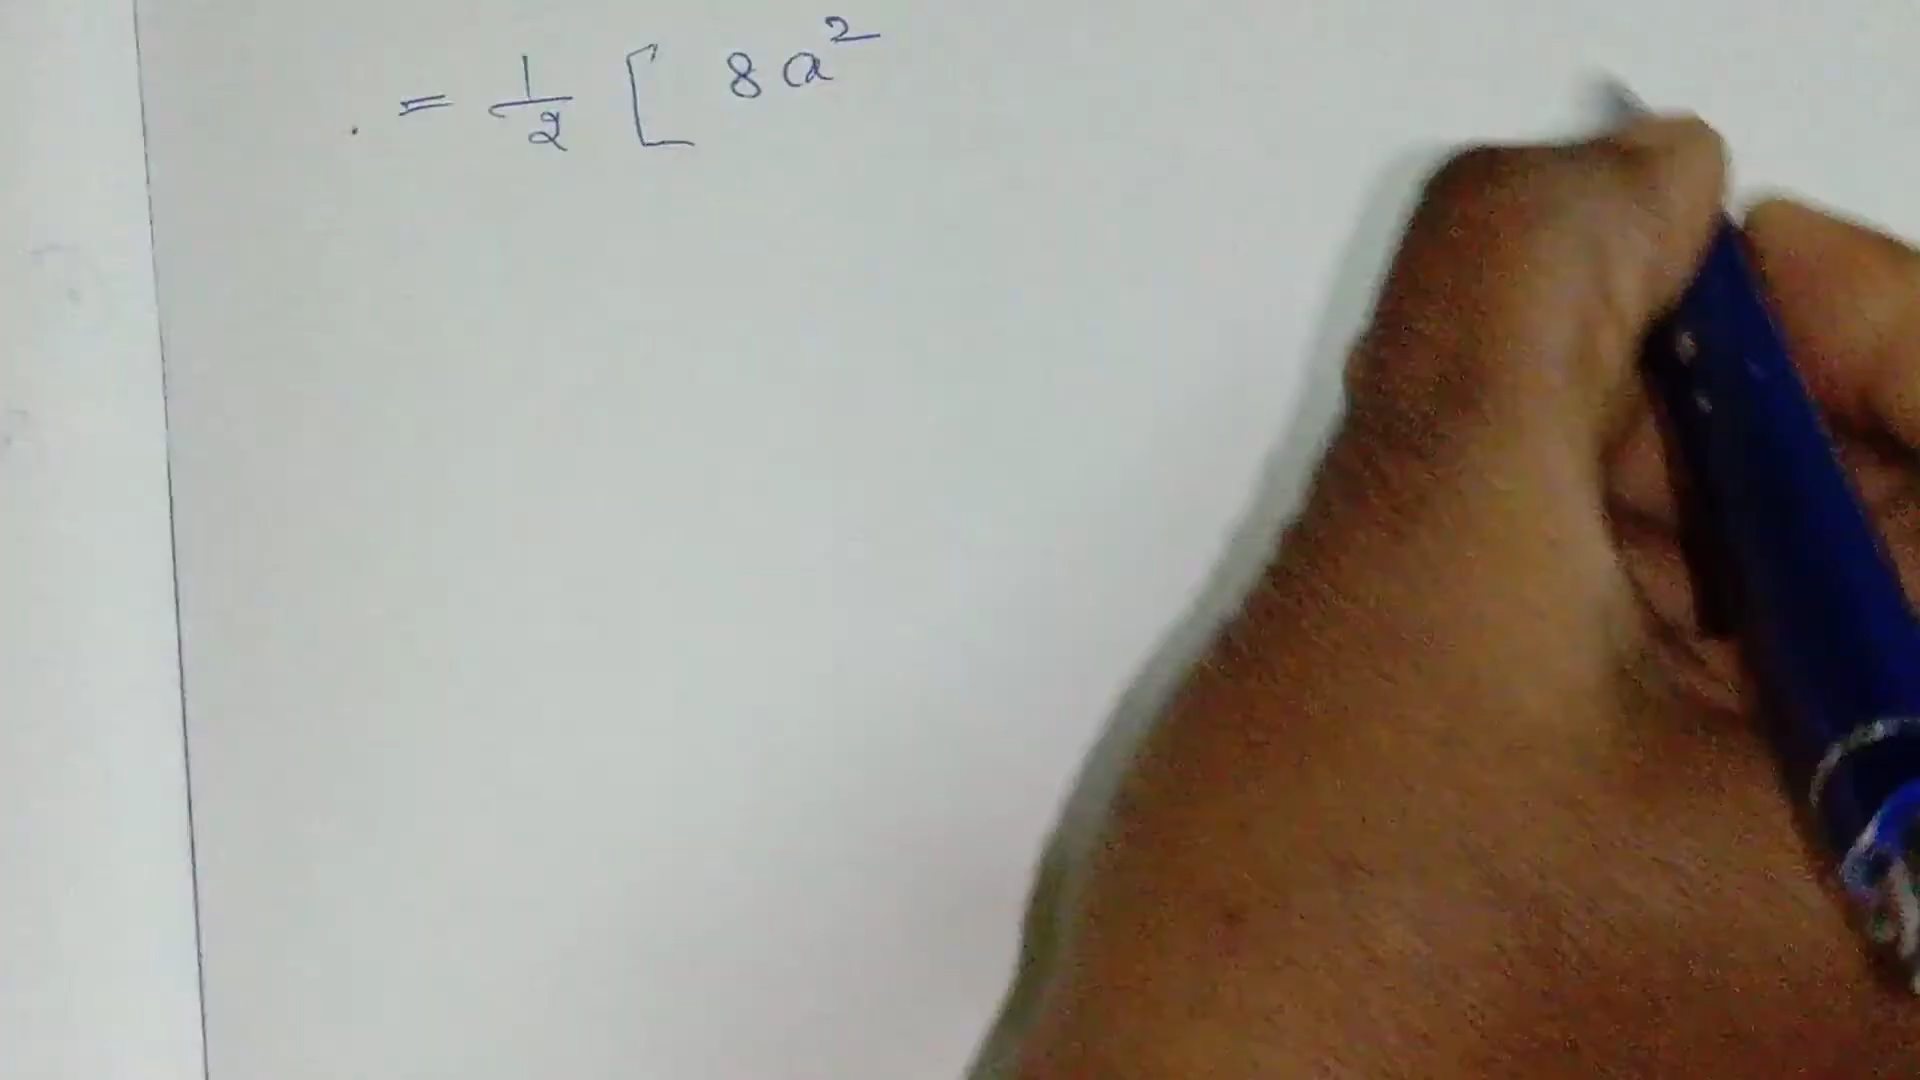 . = 1/2 [ 8a²